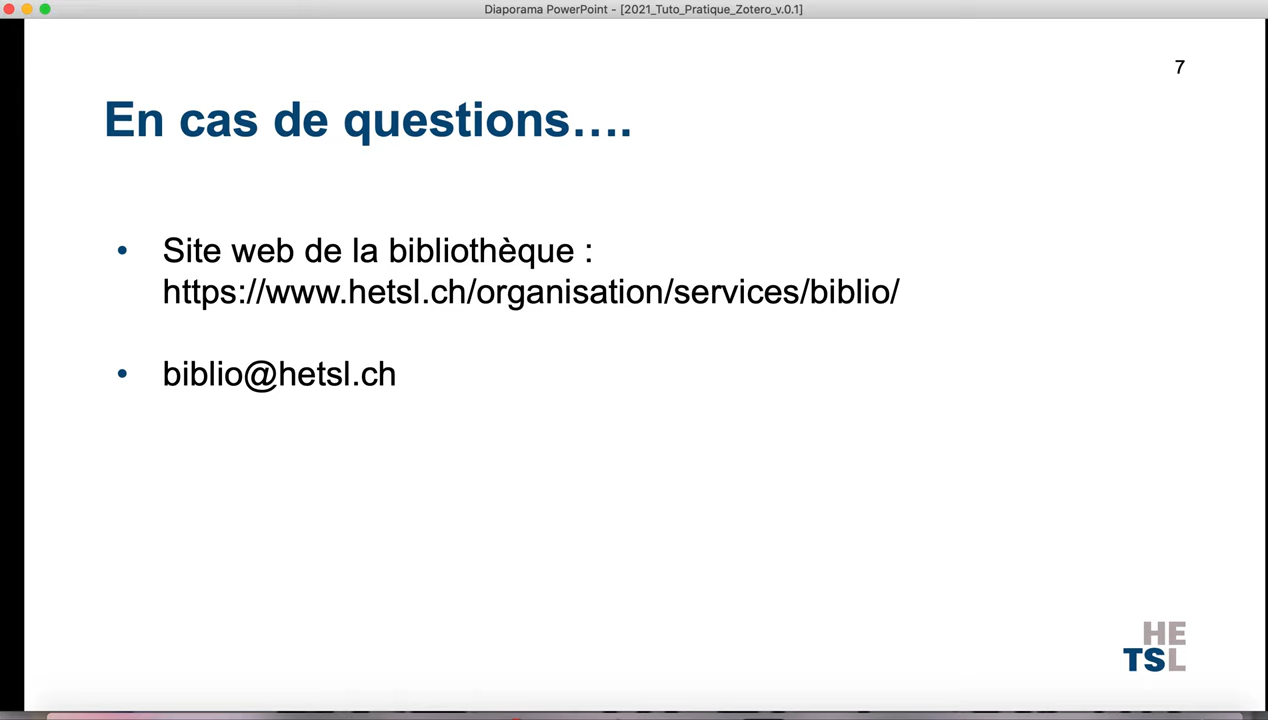 Diaporama PowerPoint - [2021_Tuto_Pratique_Zotero_v.0.1]
7
En cas de questions….
• Site web de la bibliothèque :
https://www.hetsl.ch/organisation/services/biblio/
• biblio@hetsl.ch
HE
TSL